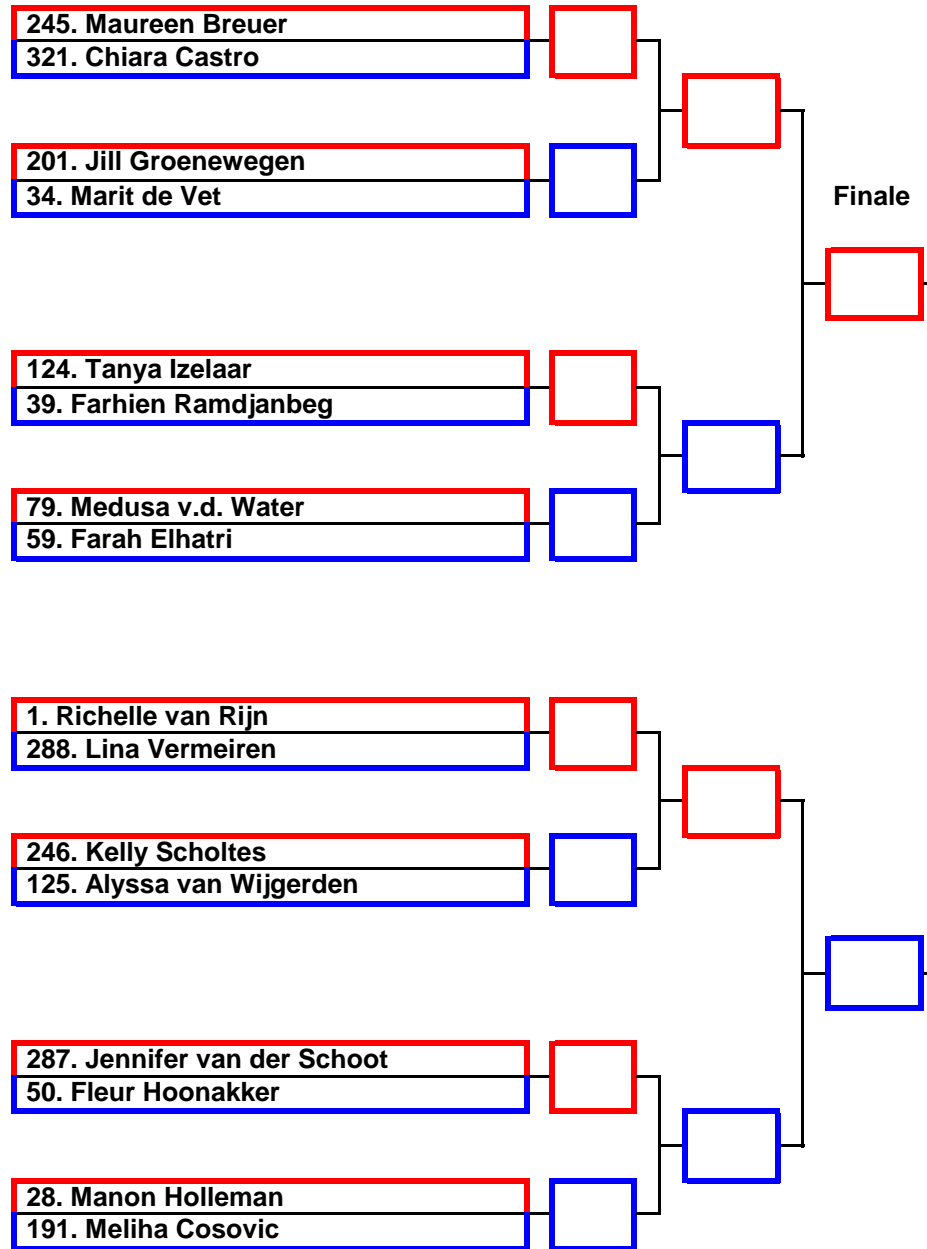 245. Maureen Breuer
321. Chiara Castro
201. Jill Groenewegen
34. Marit de Vet
Finale
124. Tanya Izelaar
39. Farhien Ramdjanbeg
79. Medusa v.d. Water
59. Farah Elhatri
1. Richelle van Rijn
288. Lina Vermeiren
246. Kelly Scholtes
125. Alyssa van Wijgerden
287. Jennifer van der Schoot
50. Fleur Hoonakker
28. Manon Holleman
191. Meliha Cosovic